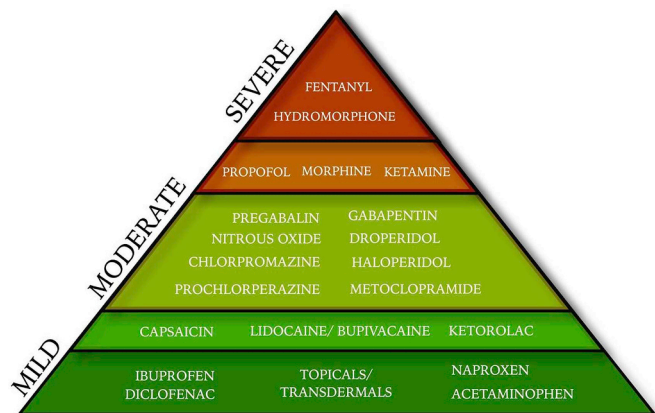 SEVERE
FENTANYL
HYDROMORPHONE
PROPOFOL MORPHINE KETAMINE
MODERATE
PREGABALIN GABAPENTIN
NITROUS OXIDE DROPERIDOL
CHLORPROMAZINE HALOPERIDOL
PROCHLORPERAZINE METOCLOPRAMIDE
MILD
CAPSAICIN LIDOCAINE/ BUPIVACAINE KETOROLAC
IBUPROFEN TOPICALS/ NAPROXEN
DICLOFENAC TRANSDERMALS ACETAMINOPHEN